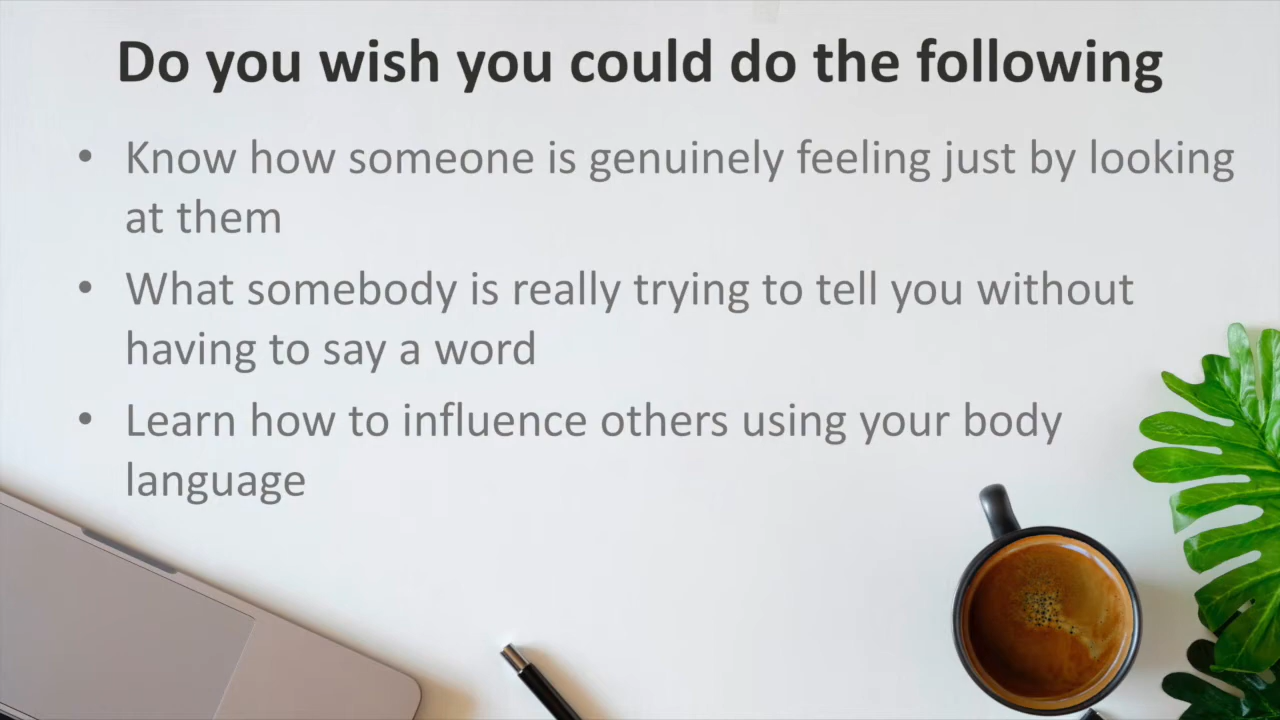 Do you wish you could do the following
• Know how someone is genuinely feeling just by looking
at them
• What somebody is really trying to tell you without
having to say a word
• Learn how to influence others using your body
language